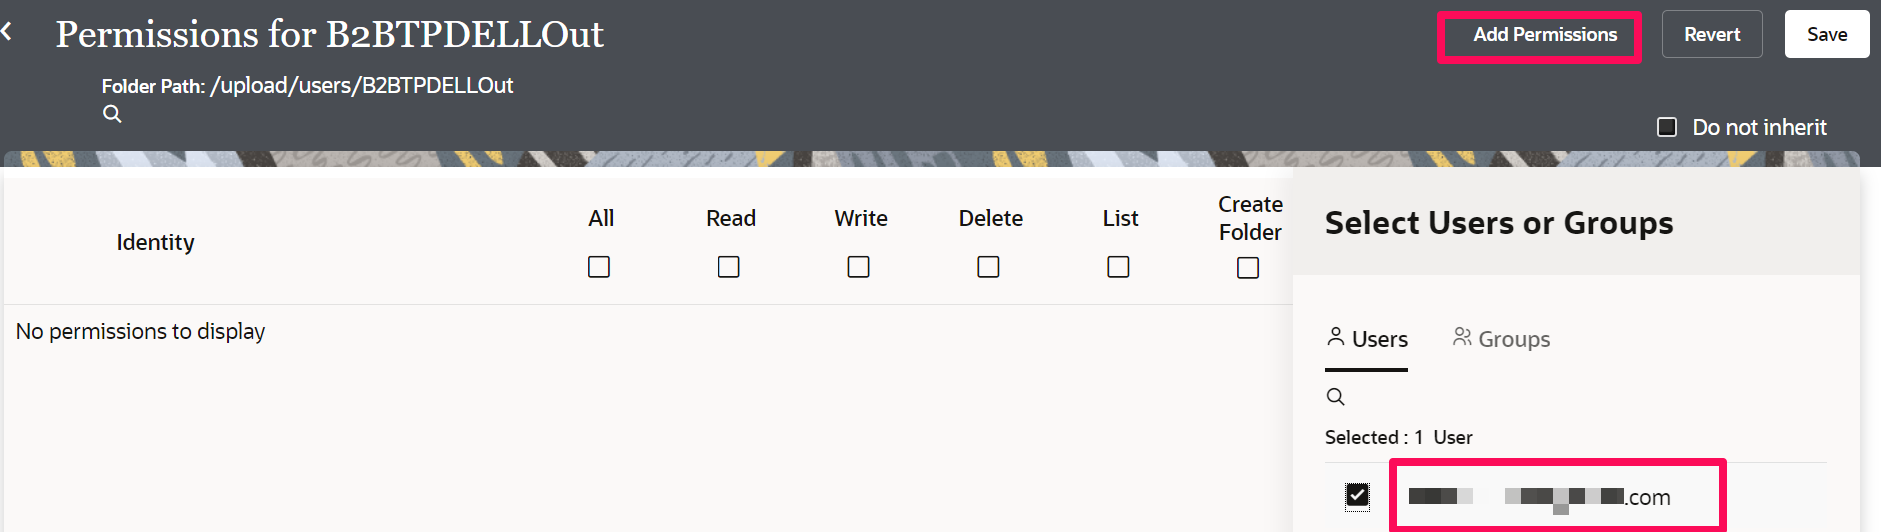 Permissions for B2BTPDELLOut
Add Permissions
Revert
Save
Folder Path: /upload/users/B2BTPDELLOut
Do not inherit
Identity
All
Read
Write
Delete
List
Create
Folder
No permissions to display
Select Users or Groups
Users
Groups
Selected : 1 User
.com